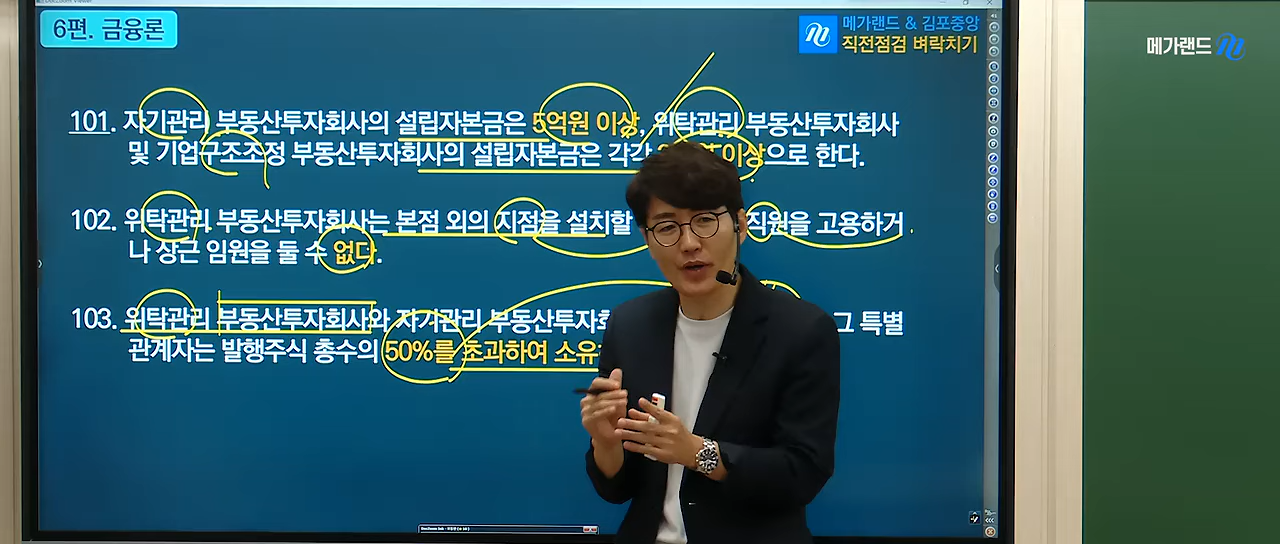 6편. 금융론
메가랜드 & 김포중앙
직전점검 벼락치기
메가랜드
101. 자기관리 부동산투자회사의 설립자본금은 5억원 이상, 위탁관리 부동산투자회사
및 기업구조조정 부동산투자회사의 설립자본금은 각각 이상으로 한다.
102. 위탁관리 부동산투자회사는 본점 외의 지점을 설치할 직원을 고용하거
나 상근 임원을 둘 수 없다.
103. 위탁관리 부동산투자회사와 자기관리 부동산투자회 그 특별
관계자는 발행주식 총수의 50%를 초과하여 소유